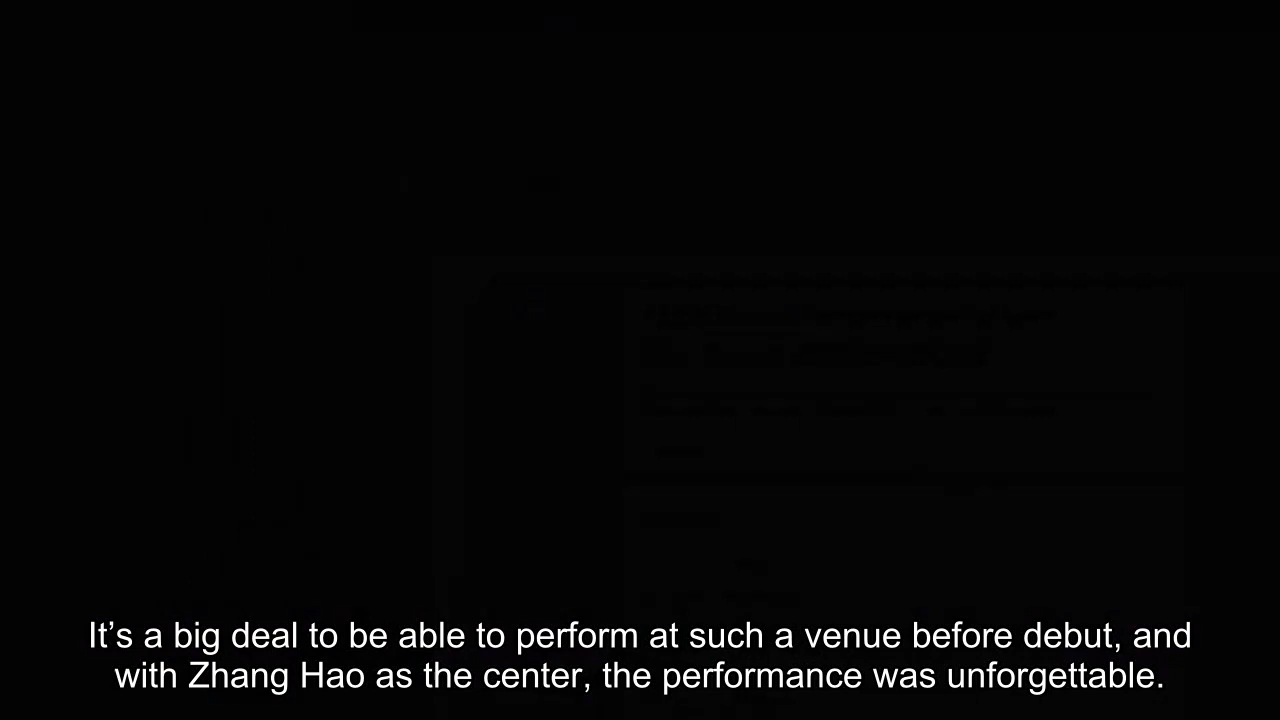 It’s a big deal to be able to perform at such a venue before debut, and
with Zhang Hao as the center, the performance was unforgettable.